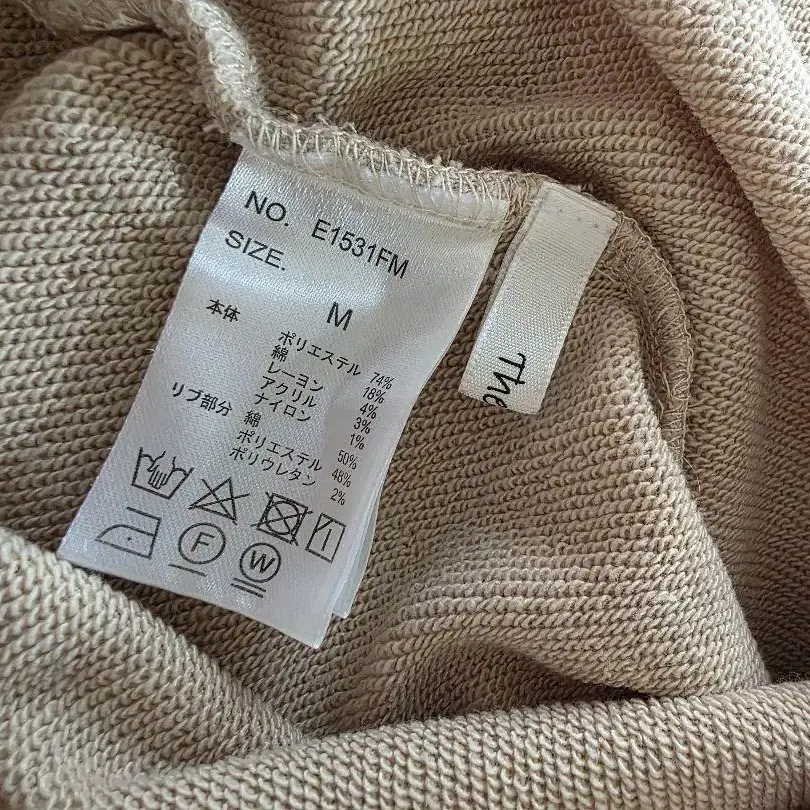 NO. E1531FM
SIZE.
M
本体 ポリエステル 74%
綿 18%
レーヨン 4%
アクリル 3%
ナイロン 1%
リブ部分 綿 50%
ポリエステル 48%
ポリウレタン 2%
F
W
The